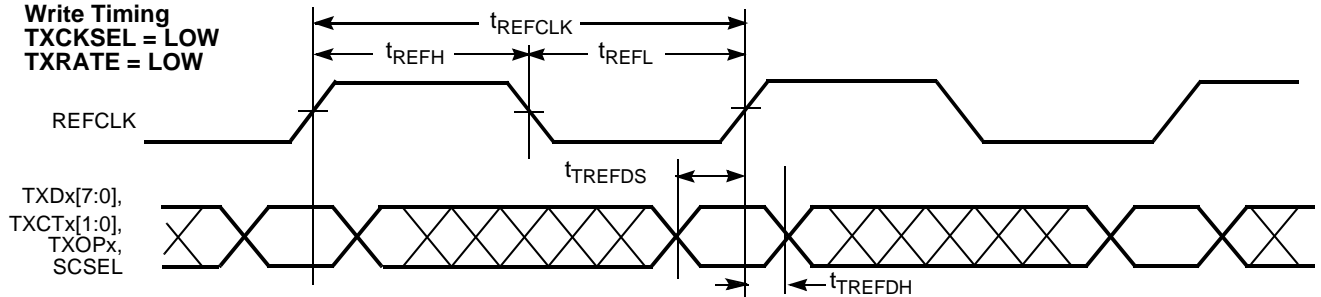 Write Timing
TXCKSEL = LOW
TXRATE = LOW
tREFCLK
tREFH
tREFL
REFCLK
tTREFDS
TXDx[7:0],
TXCTx[1:0],
TXOPx,
SCSEL
tTREFDH